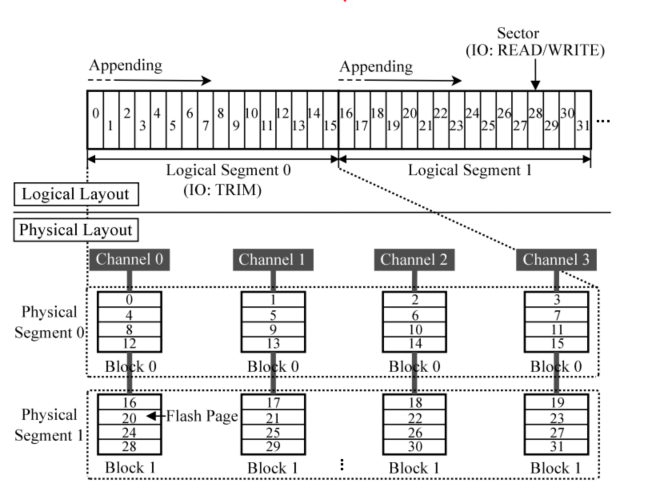 Sector
(IO: READ/WRITE)
Appending
Appending
0 1 2 3 4 5 6 7 8 9 10 11 12 13 14 15 16 17 18 19 20 21 22 23 24 25 26 27 28 29 30 31 ...
Logical Segment 0
(IO: TRIM)
Logical Segment 1
Logical Layout
Physical Layout
Channel 0 Channel 1 Channel 2 Channel 3
Physical
Segment 0
0 1 2 3
4 5 6 7
8 9 10 11
12 13 14 15
Block 0 Block 0 Block 0 Block 0
Physical
Segment 1
16 17 18 19
20 Flash Page 21 22 23
24 25 26 27
28 29 30 31
Block 1 Block 1 Block 1 Block 1